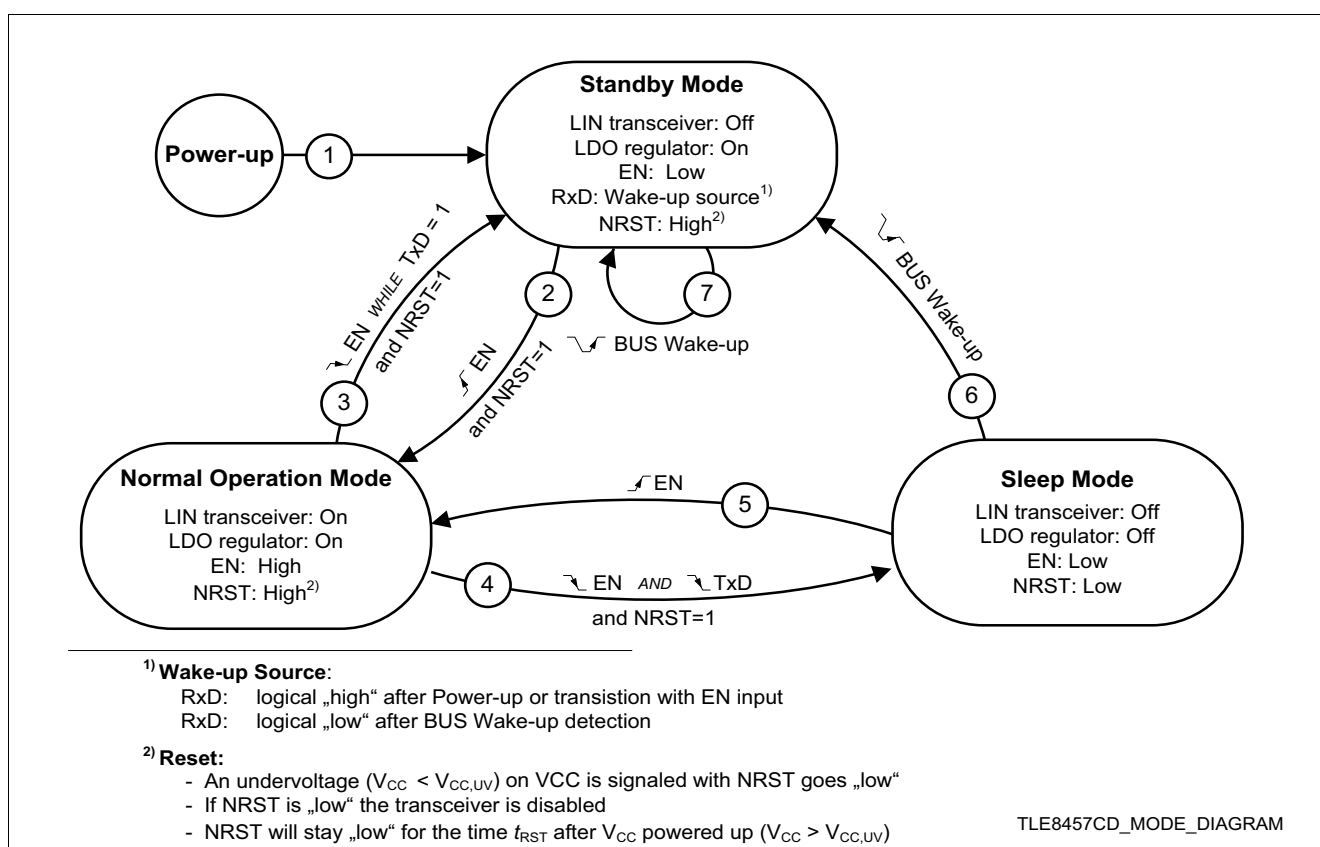 Standby Mode
LIN transceiver: Off
LDO regulator: On
EN: Low
RxD: Wake-up source1)
NRST: High2)
Power-up
1
EN WHILE TxD = 1
and NRST=1
3
2
EN
and NRST=1
7
BUS Wake-up
BUS Wake-up
6
Normal Operation Mode
LIN transceiver: On
LDO regulator: On
EN: High
NRST: High2)
EN
5
4
EN AND TxD
and NRST=1
Sleep Mode
LIN transceiver: Off
LDO regulator: Off
EN: Low
NRST: Low
1) Wake-up Source:
RxD: logical „high“ after Power-up or transistion with EN input
RxD: logical „low“ after BUS Wake-up detection
2) Reset:
- An undervoltage (VCC < VCC,UV) on VCC is signaled with NRST goes „low“
- If NRST is „low“ the transceiver is disabled
- NRST will stay „low“ for the time tRST after VCC powered up (VCC > VCC,UV)
TLE8457CD_MODE_DIAGRAM